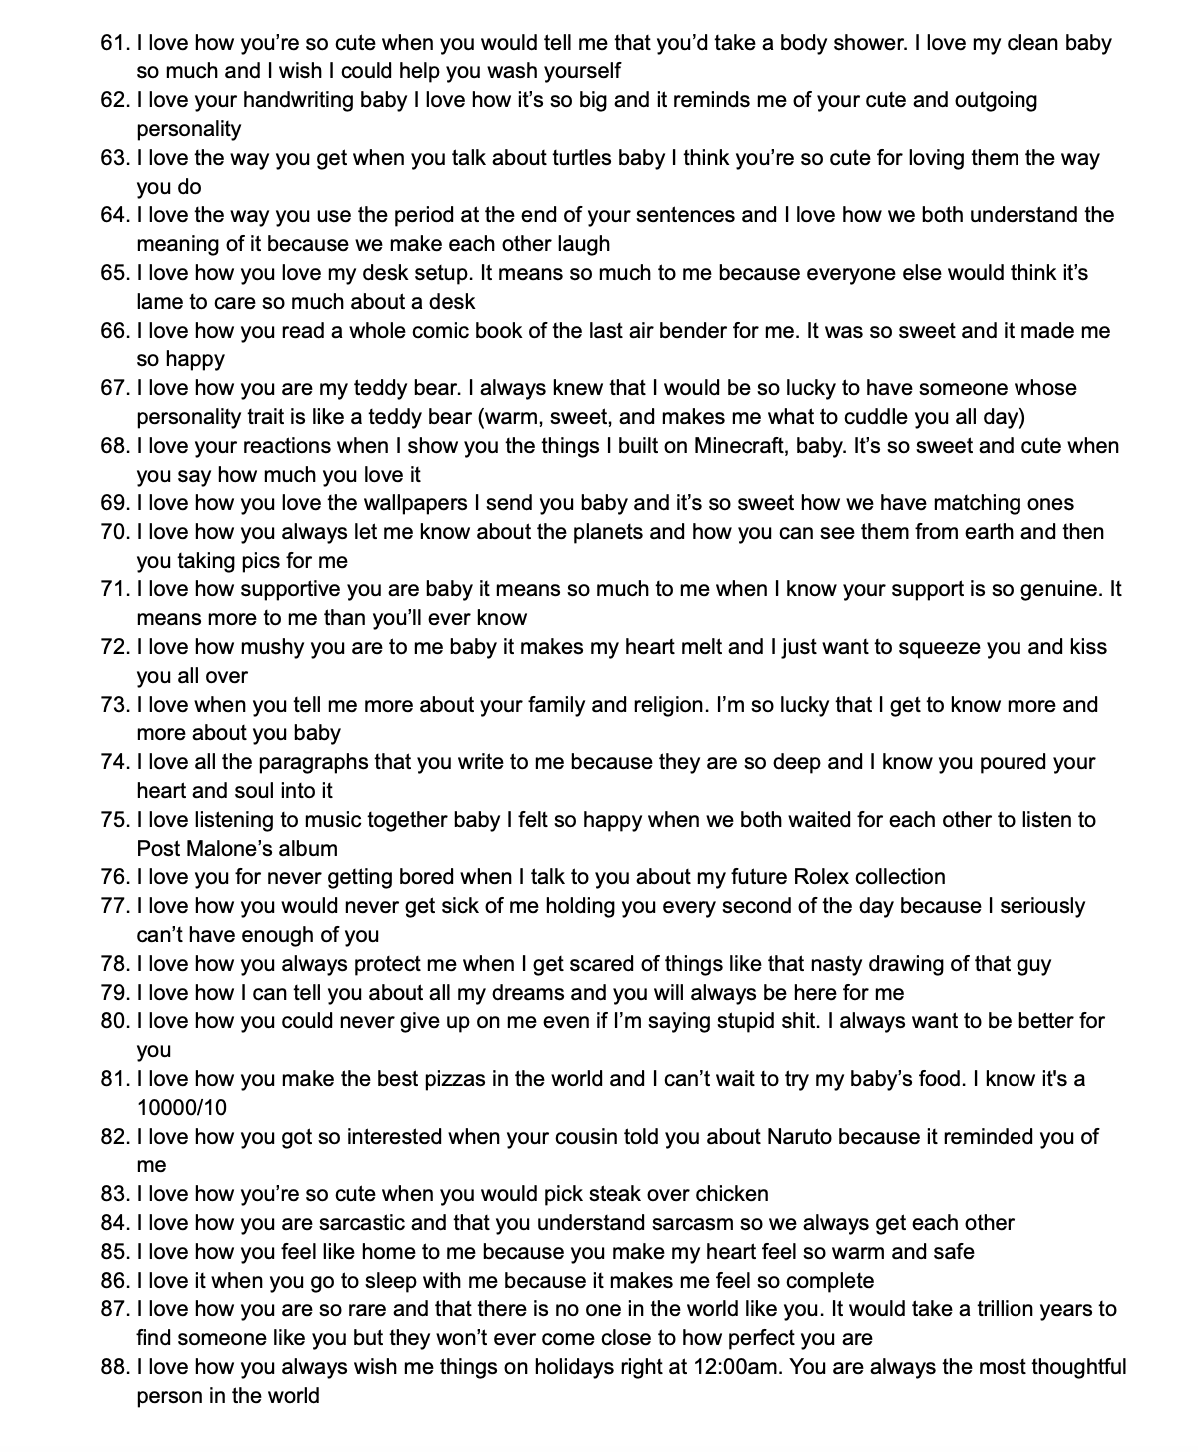 61. I love how you’re so cute when you would tell me that you’d take a body shower. I love my clean baby
so much and I wish I could help you wash yourself
62. I love your handwriting baby I love how it’s so big and it reminds me of your cute and outgoing
personality
63. I love the way you get when you talk about turtles baby I think you’re so cute for loving them the way
you do
64. I love the way you use the period at the end of your sentences and I love how we both understand the
meaning of it because we make each other laugh
65. I love how you love my desk setup. It means so much to me because everyone else would think it’s
lame to care so much about a desk
66. I love how you read a whole comic book of the last air bender for me. It was so sweet and it made me
so happy
67. I love how you are my teddy bear. I always knew that I would be so lucky to have someone whose
personality trait is like a teddy bear (warm, sweet, and makes me what to cuddle you all day)
68. I love your reactions when I show you the things I built on Minecraft, baby. It’s so sweet and cute when
you say how much you love it
69. I love how you love the wallpapers I send you baby and it’s so sweet how we have matching ones
70. I love how you always let me know about the planets and how you can see them from earth and then
you taking pics for me
71. I love how supportive you are baby it means so much to me when I know your support is so genuine. It
means more to me than you’ll ever know
72. I love how mushy you are to me baby it makes my heart melt and I just want to squeeze you and kiss
you all over
73. I love when you tell me more about your family and religion. I’m so lucky that I get to know more and
more about you baby
74. I love all the paragraphs that you write to me because they are so deep and I know you poured your
heart and soul into it
75. I love listening to music together baby I felt so happy when we both waited for each other to listen to
Post Malone’s album
76. I love you for never getting bored when I talk to you about my future Rolex collection
77. I love how you would never get sick of me holding you every second of the day because I seriously
can’t have enough of you
78. I love how you always protect me when I get scared of things like that nasty drawing of that guy
79. I love how I can tell you about all my dreams and you will always be here for me
80. I love how you could never give up on me even if I’m saying stupid shit. I always want to be better for
you
81. I love how you make the best pizzas in the world and I can’t wait to try my baby’s food. I know it's a
10000/10
82. I love how you got so interested when your cousin told you about Naruto because it reminded you of
me
83. I love how you’re so cute when you would pick steak over chicken
84. I love how you are sarcastic and that you understand sarcasm so we always get each other
85. I love how you feel like home to me because you make my heart feel so warm and safe
86. I love it when you go to sleep with me because it makes me feel so complete
87. I love how you are so rare and that there is no one in the world like you. It would take a trillion years to
find someone like you but they won’t ever come close to how perfect you are
88. I love how you always wish me things on holidays right at 12:00am. You are always the most thoughtful
person in the world